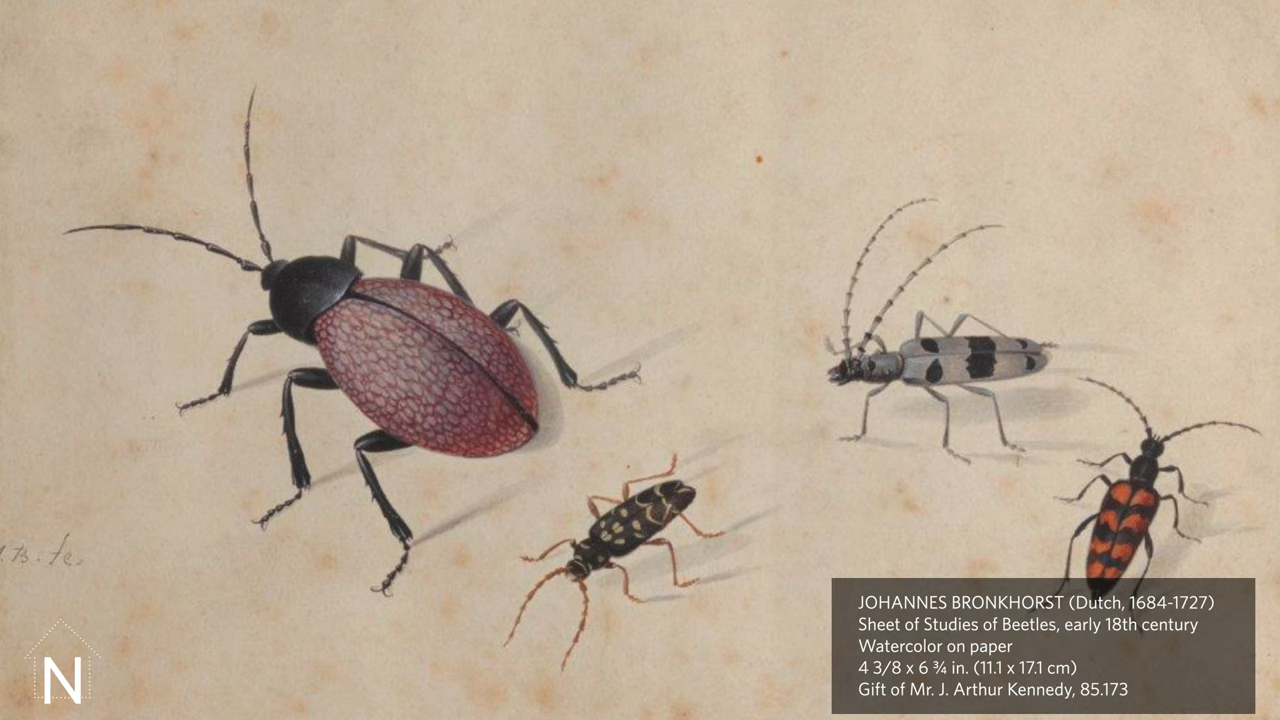 .B. fe.
N
JOHANNES BRONKHORST (Dutch, 1684-1727)
Sheet of Studies of Beetles, early 18th century
Watercolor on paper
4 3/8 x 6 ¾ in. (11.1 x 17.1 cm)
Gift of Mr. J. Arthur Kennedy, 85.173